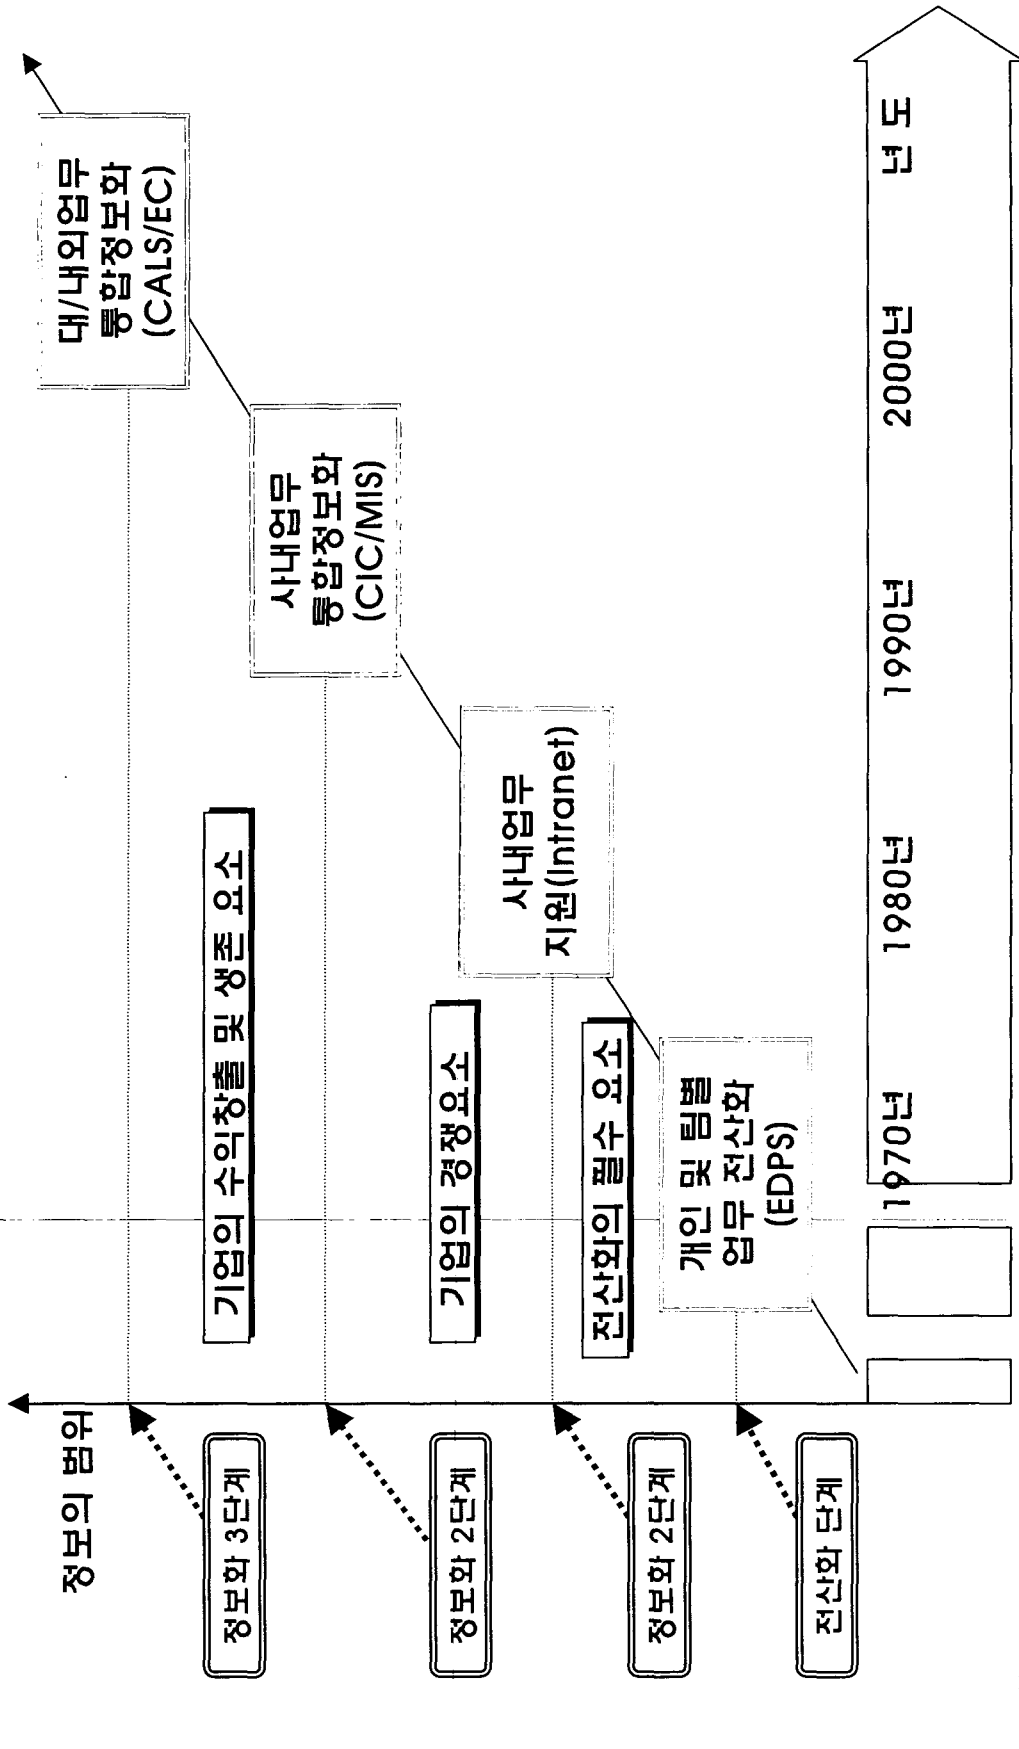 정보의 범위
정보화 3단계
정보화 2단계
정보화 2단계
전산화 단계
대/내외업무
통합정보화
(CALS/EC)
기업의 수익창출 및 생존 요소
사내업무
통합정보화
(CIC/MIS)
기업의 경쟁요소
사내업무
지원(Intranet)
전산화의 필수 요소
개인 및 팀별
업무 전산화
(EDPS)
1970년
1980년
1990년
2000년
년 도